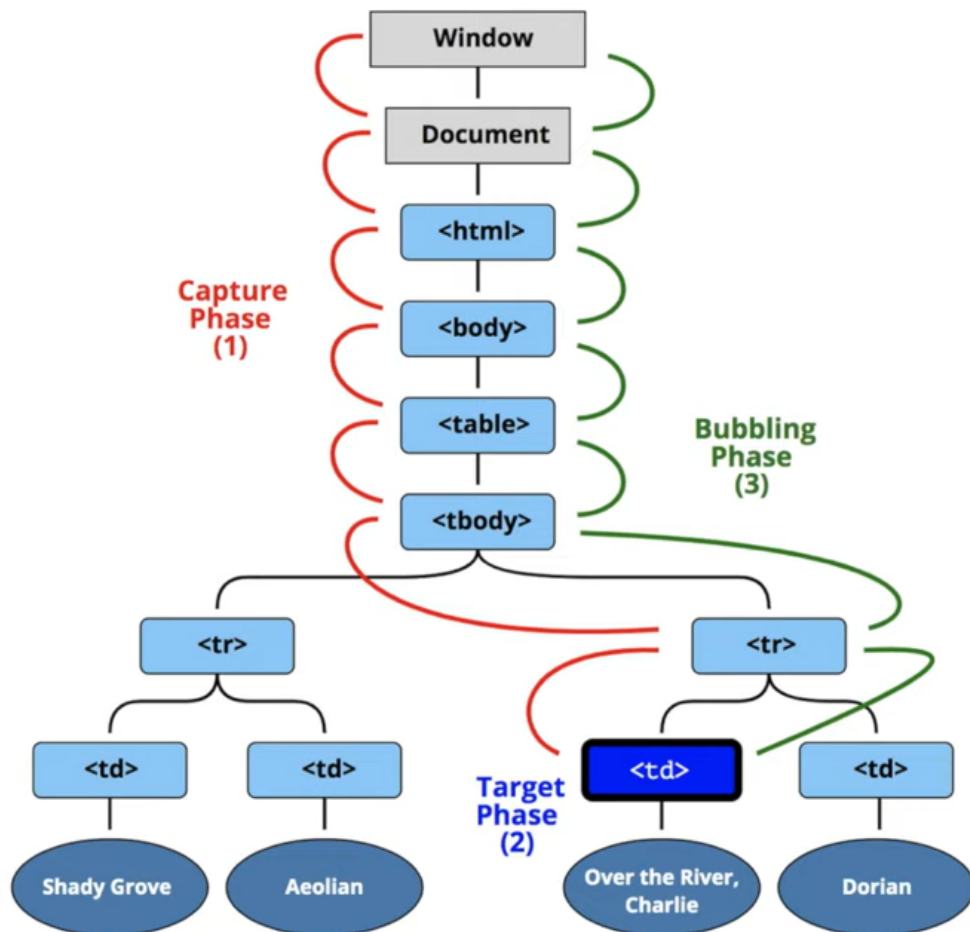 Window
Document
<html>
Capture
Phase
(1)
<body>
<table>
Bubbling
Phase
(3)
<tbody>
<tr>
<tr>
<td>
<td>
<td>
<td>
Target
Phase
(2)
Shady Grove
Aeolian
Over the River,
Charlie
Dorian